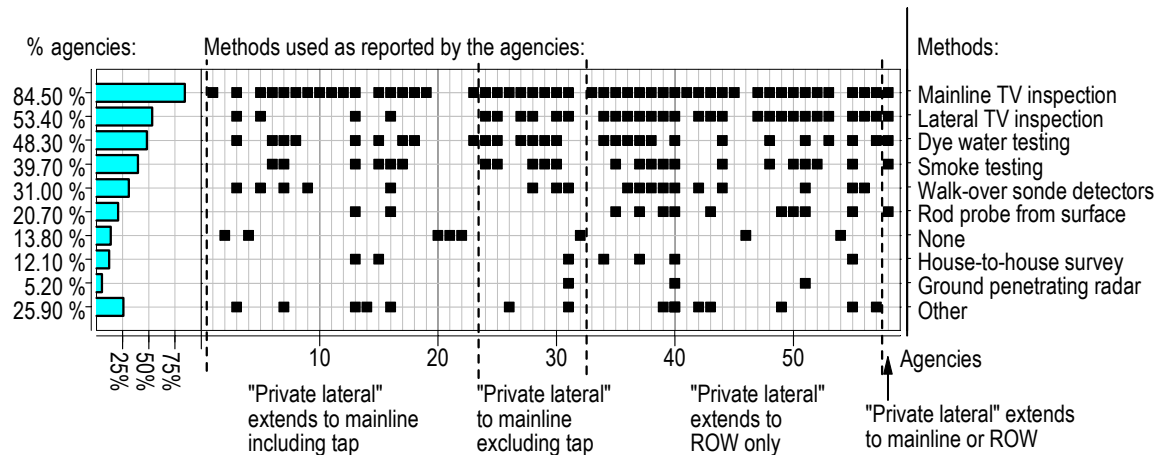 % agencies: Methods used as reported by the agencies: Methods:
84.50 % Mainline TV inspection
53.40 % Lateral TV inspection
48.30 % Dye water testing
39.70 % Smoke testing
31.00 % Walk-over sonde detectors
20.70 % Rod probe from surface
13.80 % None
12.10 % House-to-house survey
5.20 % Ground penetrating radar
25.90 % Other
25% 50% 75% 10 20 30 40 50 Agencies
"Private lateral"
extends to mainline
including tap
"Private lateral"
to mainline
excluding tap
"Private lateral"
extends to
ROW only
"Private lateral" extends
to mainline or ROW